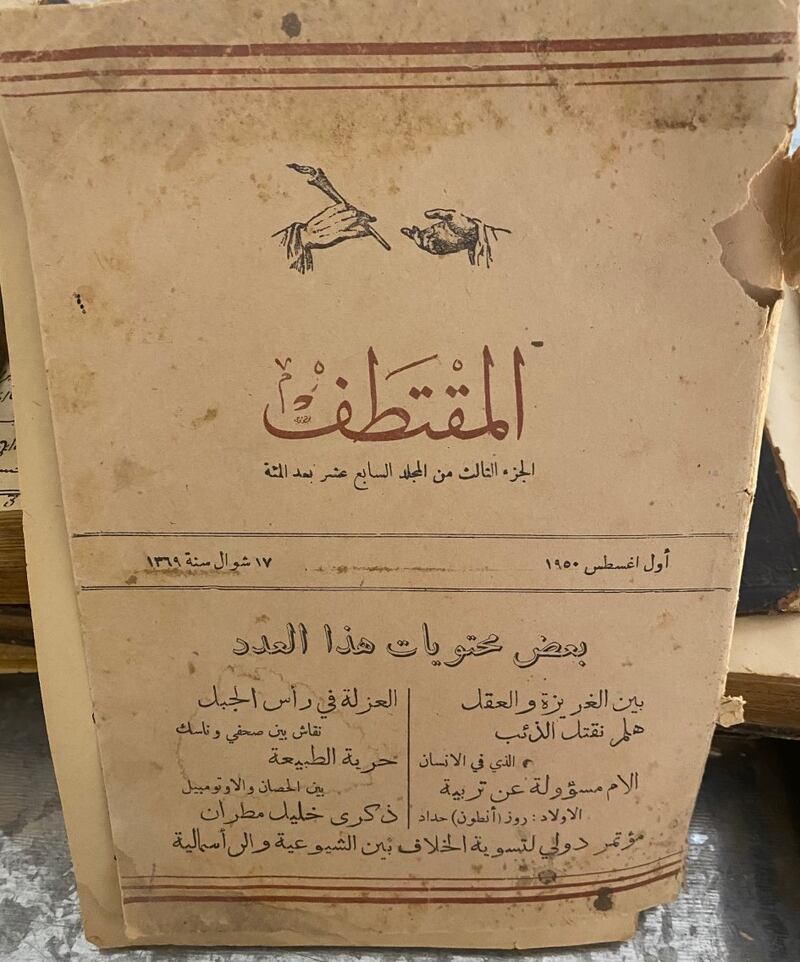 المقتطف
الجزء الثالث من المجلد السابع عشر بعد المئة
أول اغسطس ١٩٥٠
١٧ شوال سنة ١٣٦٩
بعض محتويات هذا العدد
بين الغريزة والعقل
هلم نقتل الذئب
الذي في الانسان
الام مسؤولة عن تربية
الاولاد : روز (أنطون) حداد
العزلة في رأس الجبل
نقاش بين صحفي وناسك
حرية الطبيعة
بين الحصان والاوتومبيل
ذكرى خليل مطران
مؤتمر دولي لتسوية الخلاف بين الشيوعية والرأسمالية